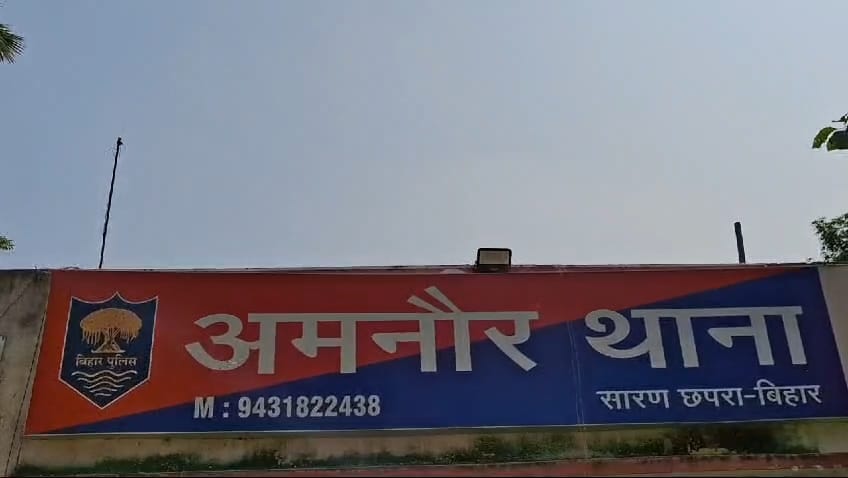 बिहार पुलिस
अमनौर थाना
M : 9431822438
सारण छपरा-बिहार